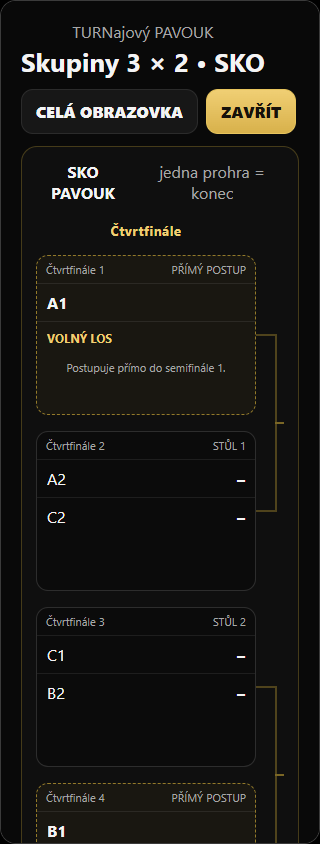 TURNajový PAVOUK
Skupiny 3 × 2 • SKO
CELÁ OBRAZOVKA
ZAVŘÍT
SKO PAVOUK
jedna prohra = konec
Čtvrtfinále
Čtvrtfinále 1 PŘÍMÝ POSTUP
A1
VOLNÝ LOS
Postupuje přímo do semifinále 1.
Čtvrtfinále 2 STŮL 1
A2 –
C2 –
Čtvrtfinále 3 STŮL 2
C1 –
B2 –
Čtvrtfinále 4 PŘÍMÝ POSTUP
B1